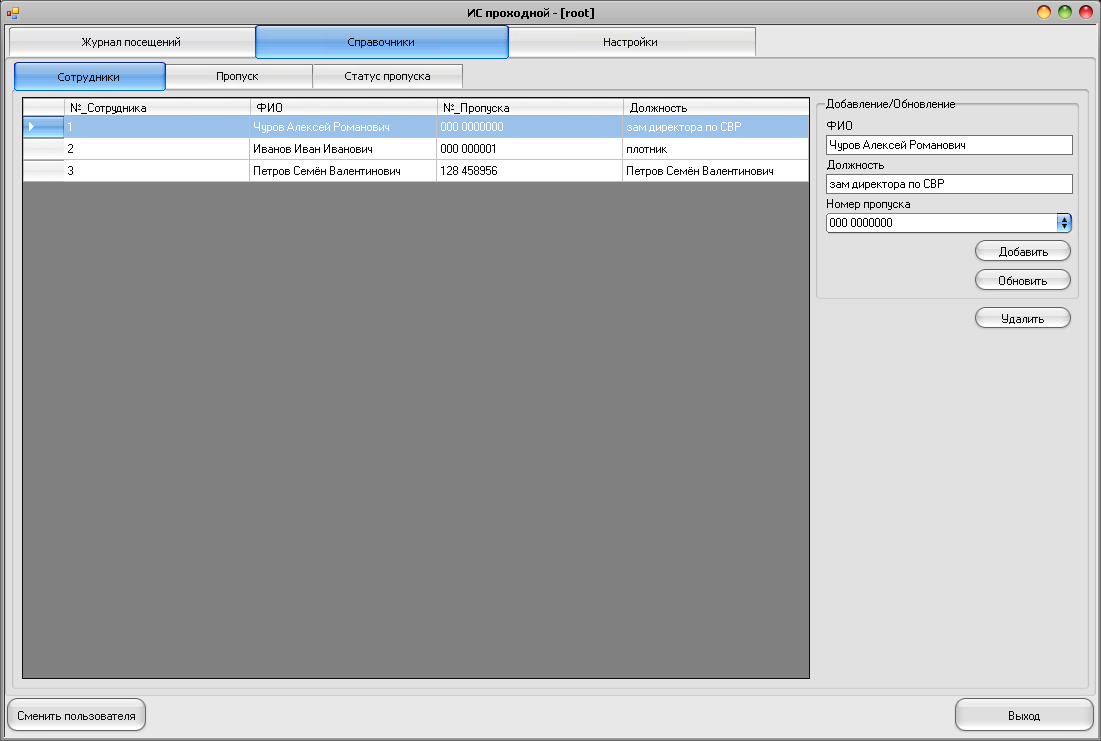 ИС проходной - [root]
Журнал посещений Справочники Настройки
Сотрудники Пропуск Статус пропуска
№_Сотрудника ФИО №_Пропуска Должность
1 Чуров Алексей Романович 000 0000000 зам директора по СВР
2 Иванов Иван Иванович 000 000001 плотник
3 Петров Семён Валентинович 128 458956 Петров Семён Валентинович
Добавление/Обновление
ФИО
Чуров Алексей Романович
Должность
зам директора по СВР
Номер пропуска
000 0000000
Добавить
Обновить
Удалить
Сменить пользователя Выход